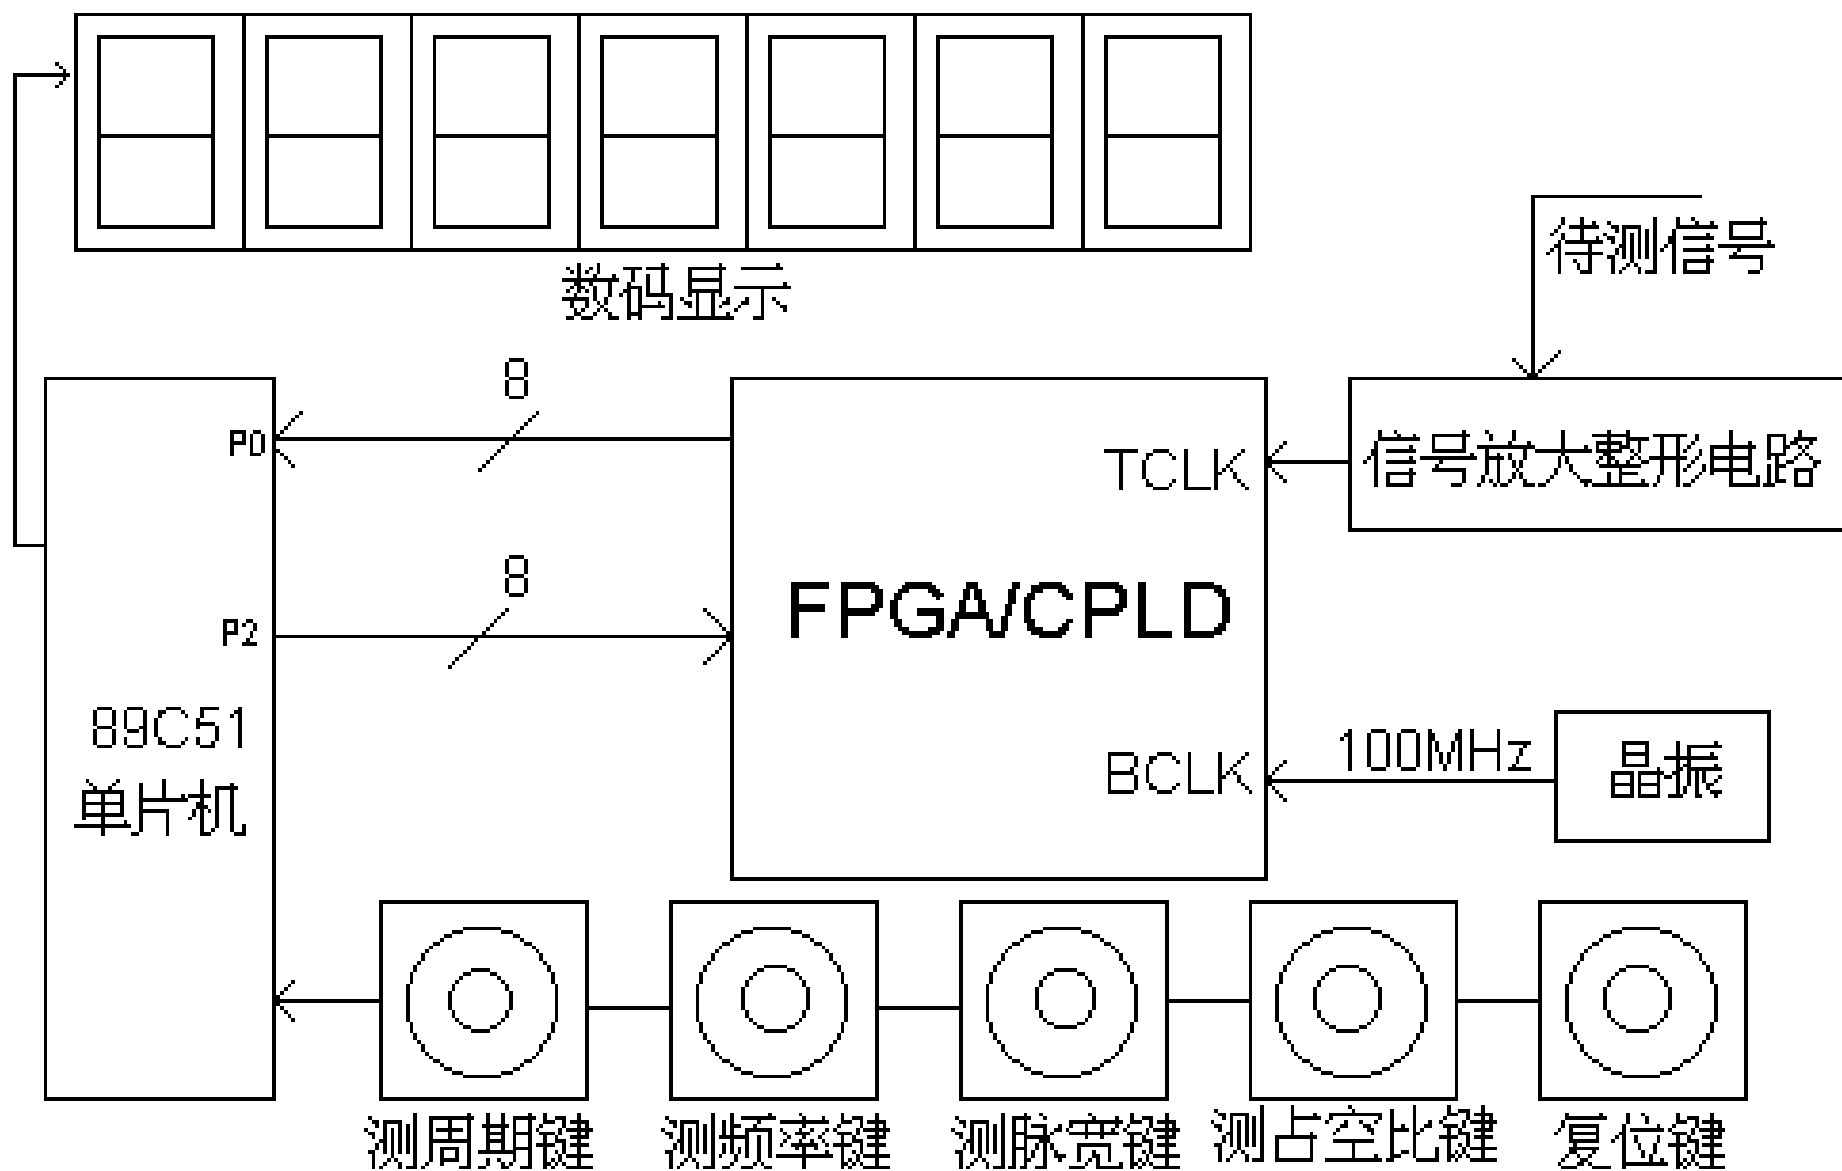 数码显示
待测信号
8
P0
TCLK
信号放大整形电路
8
FPGA/CPLD
P2
89C51
单片机
100MHz
BCLK
晶振
测周期键
测频率键
测脉宽键
测占空比键
复位键